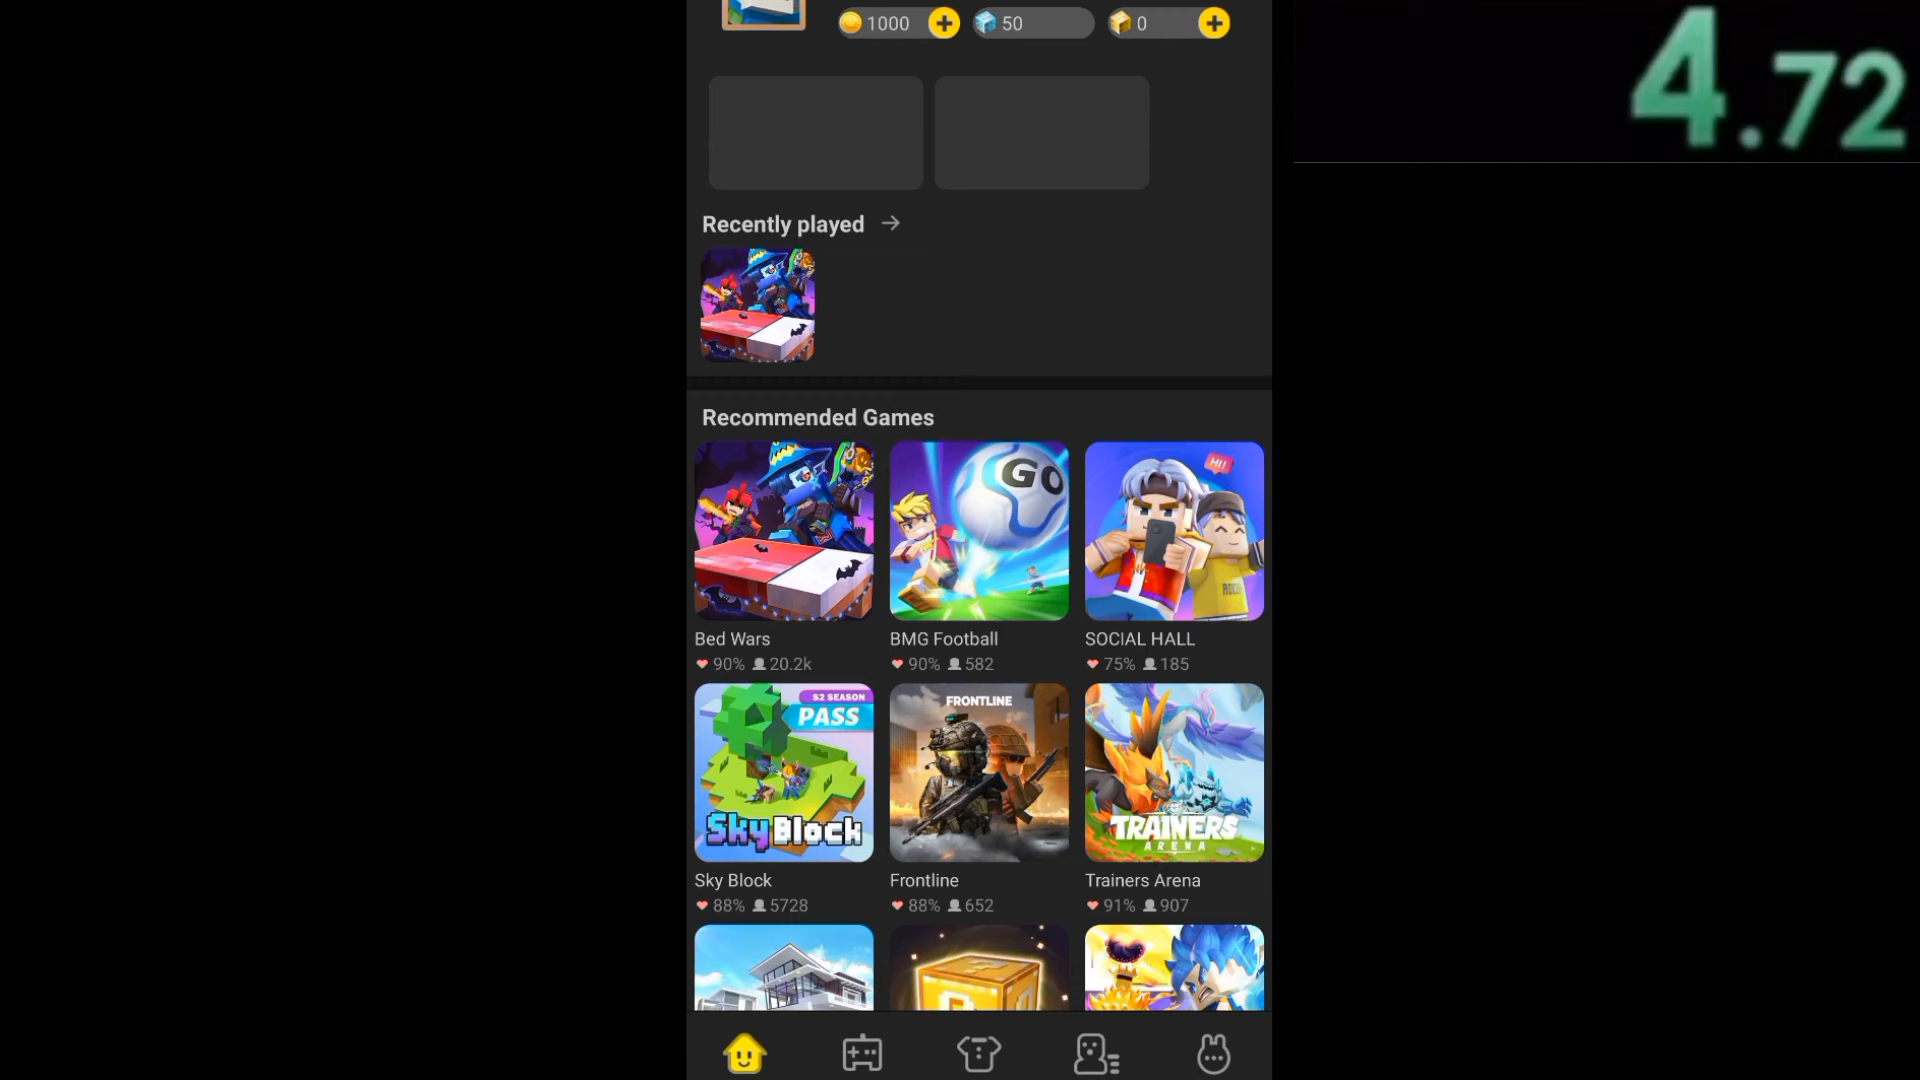 1000 50 0
4.72
Recently played
Recommended Games
GO
HI!
Bed Wars
BMG Football
SOCIAL HALL
90% 20.2k
90% 582
75% 185
S2 SEASON
PASS
FRONTLINE
Sky Block
TRAINERS
ARENA
Sky Block
Frontline
Trainers Arena
88% 5728
88% 652
91% 907